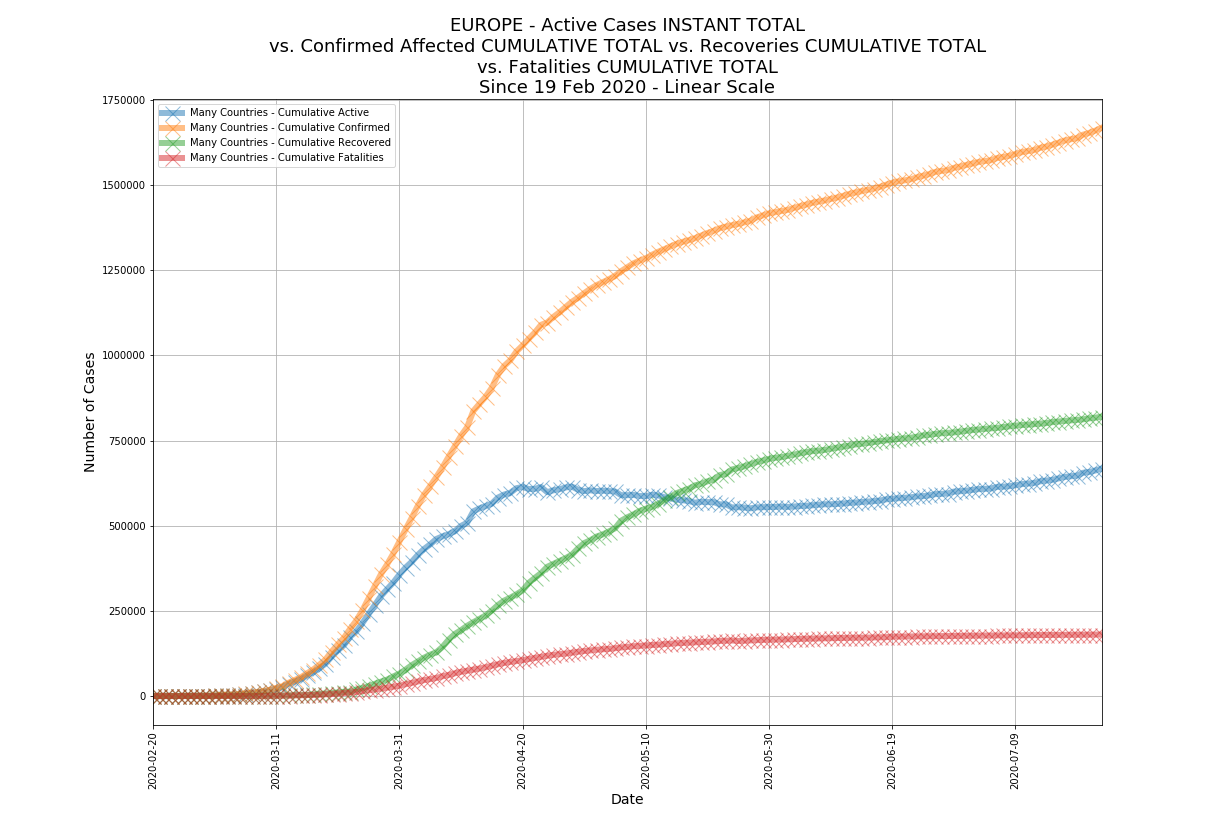 EUROPE - Active Cases INSTANT TOTAL
vs. Confirmed Affected CUMULATIVE TOTAL vs. Recoveries CUMULATIVE TOTAL
vs. Fatalities CUMULATIVE TOTAL
Since 19 Feb 2020 - Linear Scale
Many Countries - Cumulative Active
Many Countries - Cumulative Confirmed
Many Countries - Cumulative Recovered
Many Countries - Cumulative Fatalities
Number of Cases
1750000
1500000
1250000
1000000
750000
500000
250000
0
2020-02-20
2020-03-11
2020-03-31
2020-04-20
2020-05-10
2020-05-30
2020-06-19
2020-07-09
Date